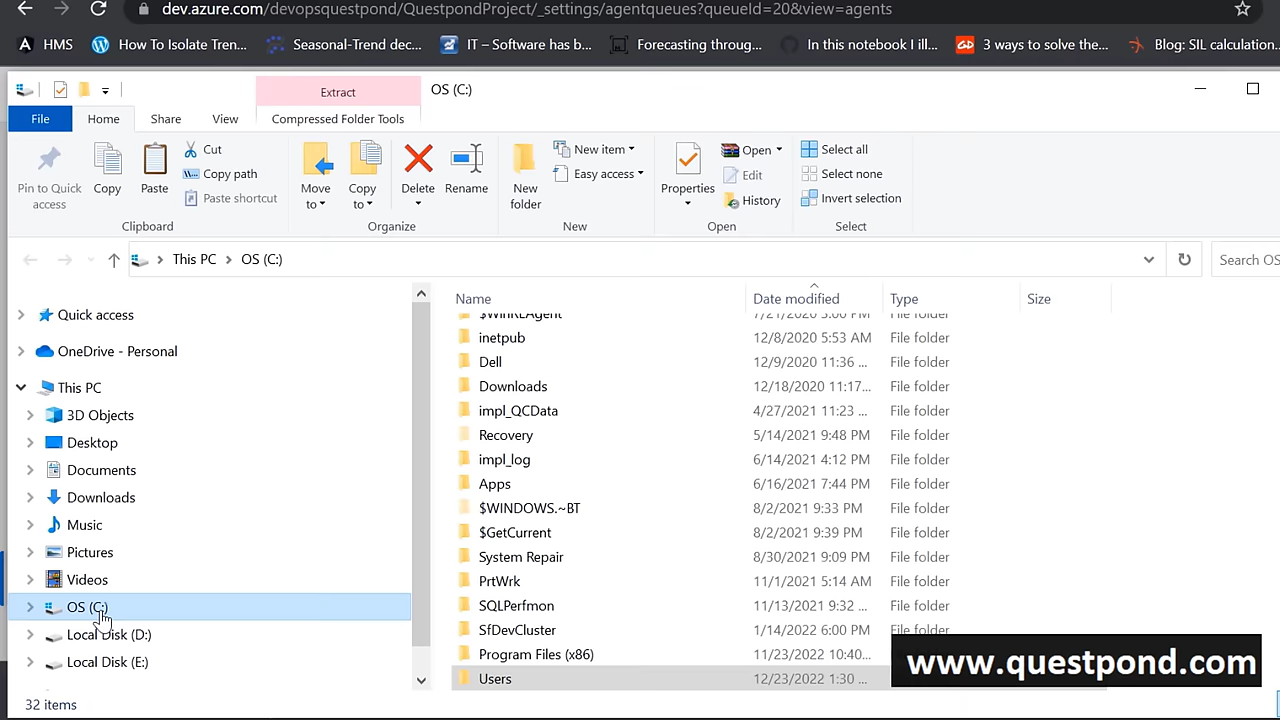 dev.azure.com/devopsquestpond/QuestpondProject/_settings/agentqueues?queueId=20&view=agents
HMS
How To Isolate Tren...
Seasonal-Trend dec...
IT – Software has b...
Forecasting throug...
In this notebook I ill...
3 ways to solve the...
Blog: SIL calculation...
Extract
OS (C:)
File
Home
Share
View
Compressed Folder Tools
Pin to Quick access
Copy
Paste
Cut
Copy path
Paste shortcut
Clipboard
Move to
Copy to
Delete
Rename
Organize
New folder
New item
Easy access
New
Properties
Open
Edit
History
Open
Select all
Select none
Invert selection
Select
This PC > OS (C:)
Search OS
Quick access
OneDrive - Personal
This PC
3D Objects
Desktop
Documents
Downloads
Music
Pictures
Videos
OS (C:)
Local Disk (D:)
Local Disk (E:)
Name Date modified Type Size
$WinREAgent 7/21/2020 3:00 PM File folder
inetpub 12/8/2020 5:53 AM File folder
Dell 12/9/2020 11:36 ... File folder
Downloads 12/18/2020 11:17... File folder
impl_QCData 4/27/2021 11:23 ... File folder
Recovery 5/14/2021 9:48 PM File folder
impl_log 6/14/2021 4:12 PM File folder
Apps 6/16/2021 7:44 PM File folder
$WINDOWS.~BT 8/2/2021 9:33 PM File folder
$GetCurrent 8/2/2021 9:39 PM File folder
System Repair 8/30/2021 9:09 PM File folder
PrtWrk 11/1/2021 5:14 AM File folder
SQLPerfmon 11/13/2021 9:32 ... File folder
SfDevCluster 1/14/2022 6:00 PM File folder
Program Files (x86) 11/23/2022 10:40...
Users 12/23/2022 1:30 ...
www.questpond.com
32 items